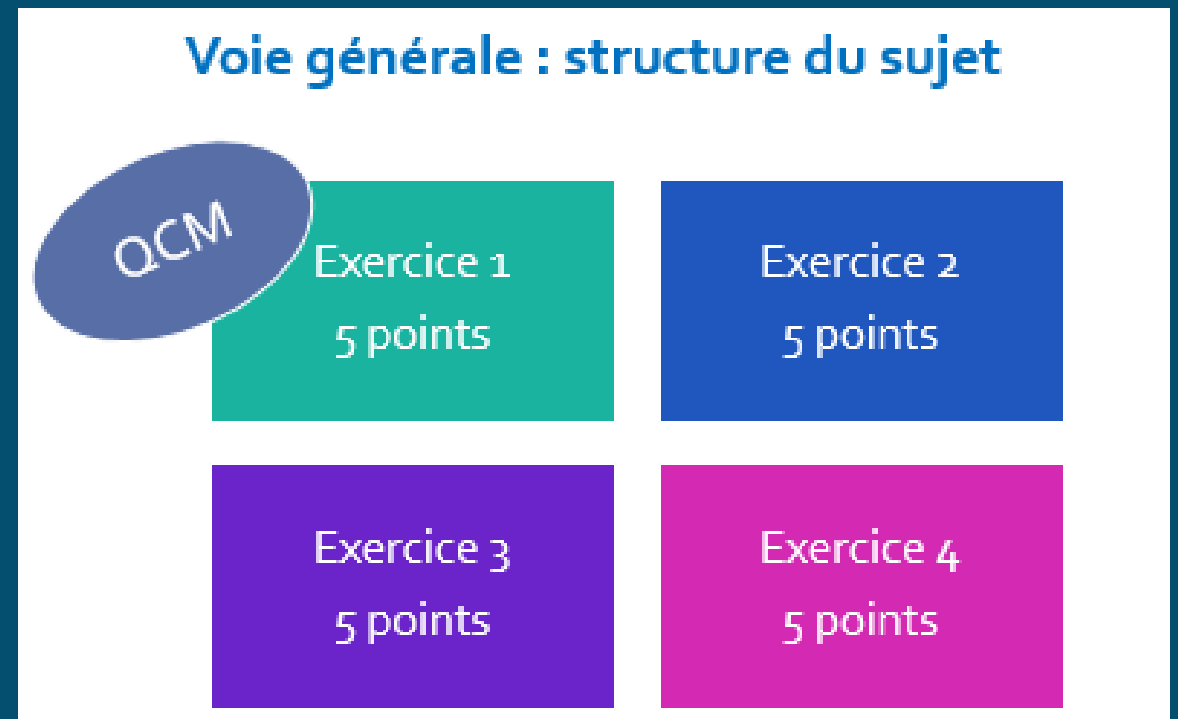 Voie générale : structure du sujet
QCM
Exercice 1
5 points
Exercice 2
5 points
Exercice 3
5 points
Exercice 4
5 points